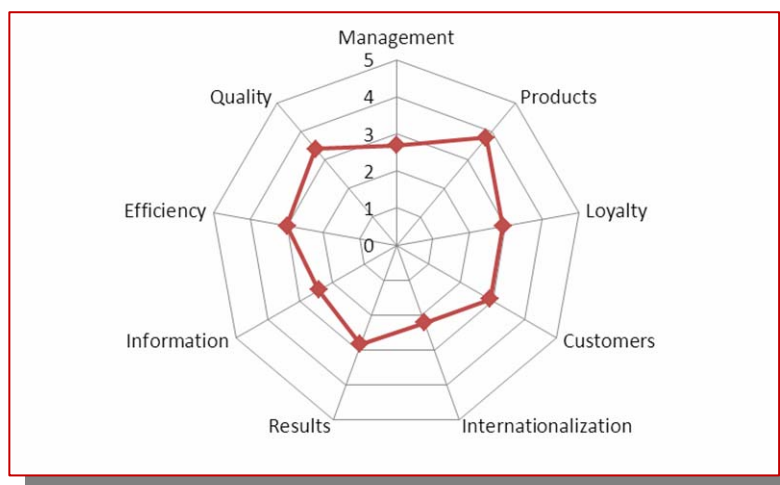 Management
5
Quality
4
Products
3
2
Efficiency
1
Loyalty
0
Information
Customers
Results
Internationalization